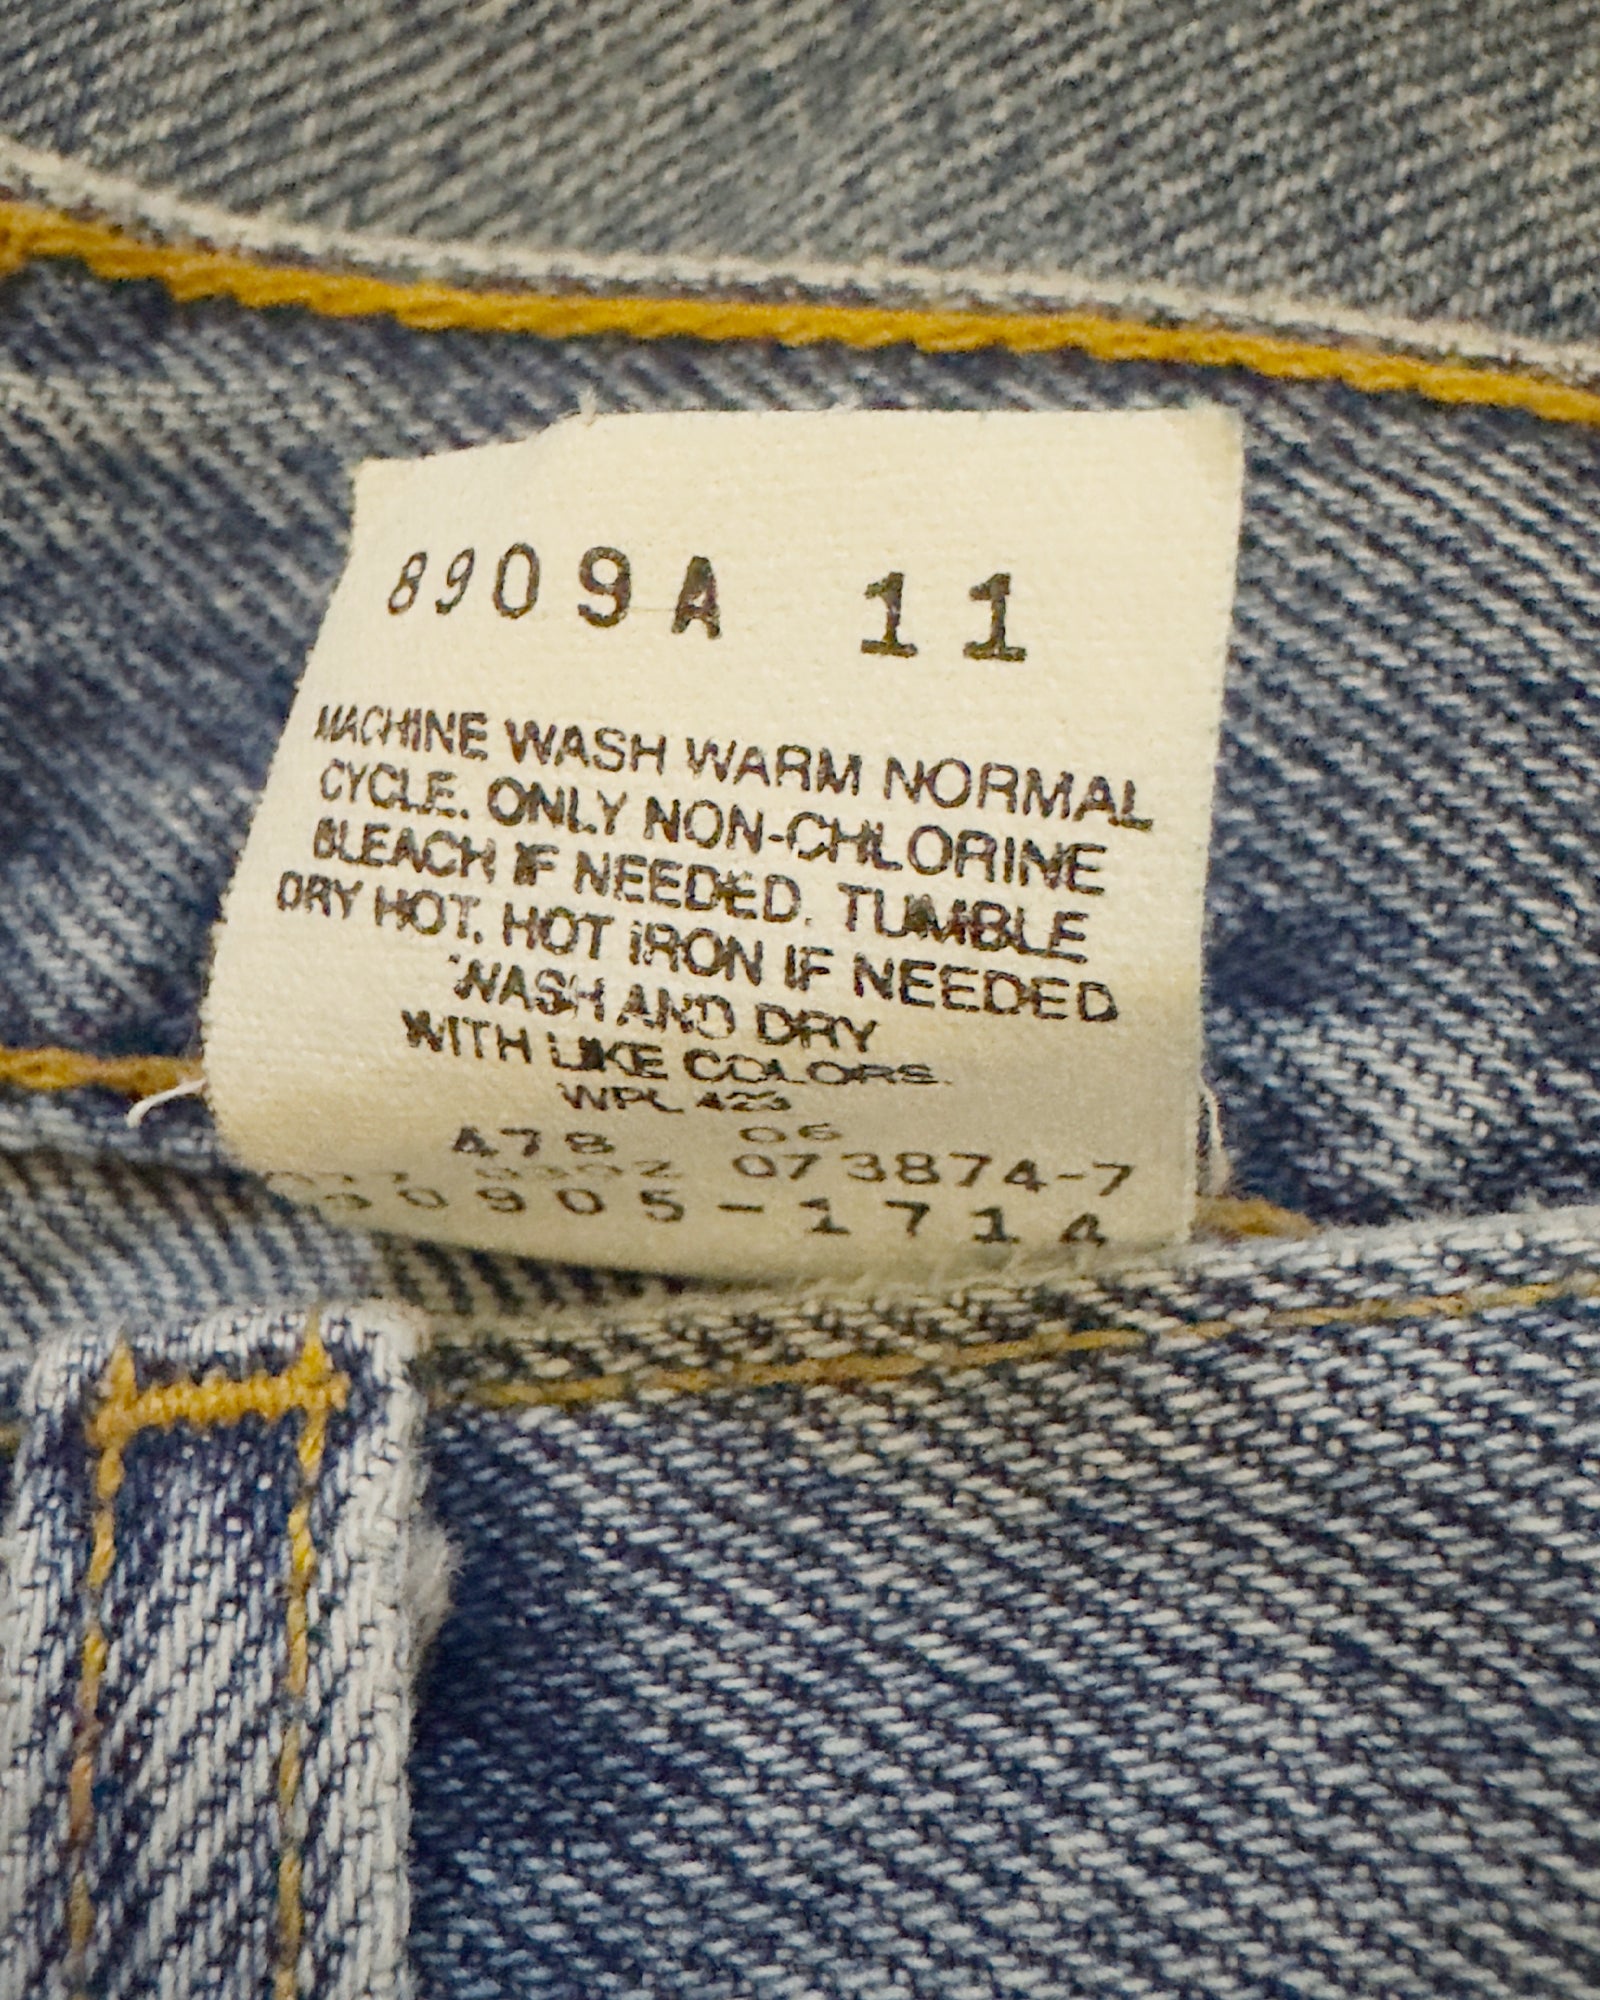 8909A 11
MACHINE WASH WARM NORMAL
CYCLE. ONLY NON-CHLORINE
BLEACH IF NEEDED. TUMBLE
DRY HOT. HOT IRON IF NEEDED
WASH AND DRY
WITH LIKE COLORS.
WPL 423
478 06
073874-7
0905-1714